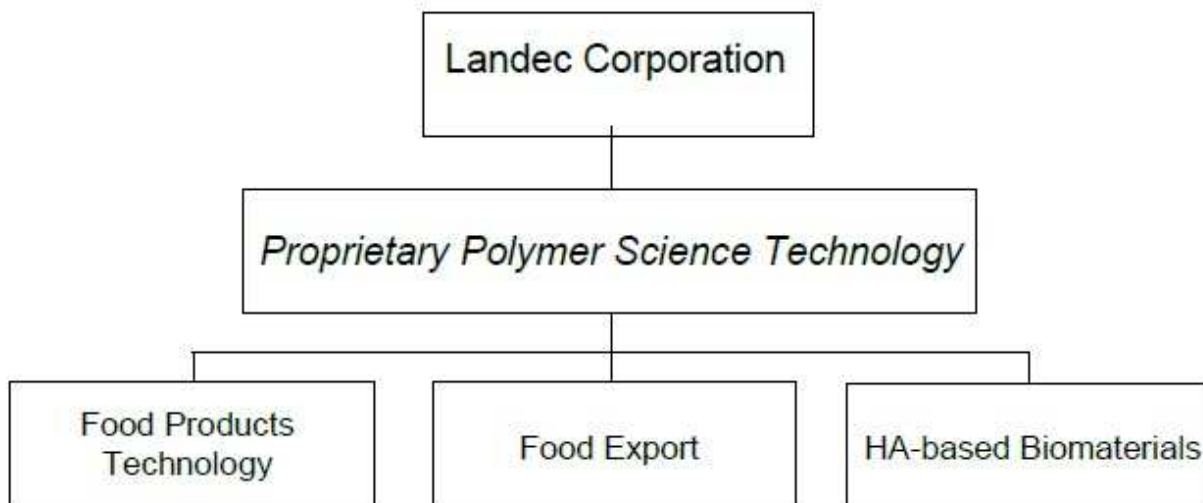 Landec Corporation
Proprietary Polymer Science Technology
Food Products
Technology
Food Export
HA-based Biomaterials